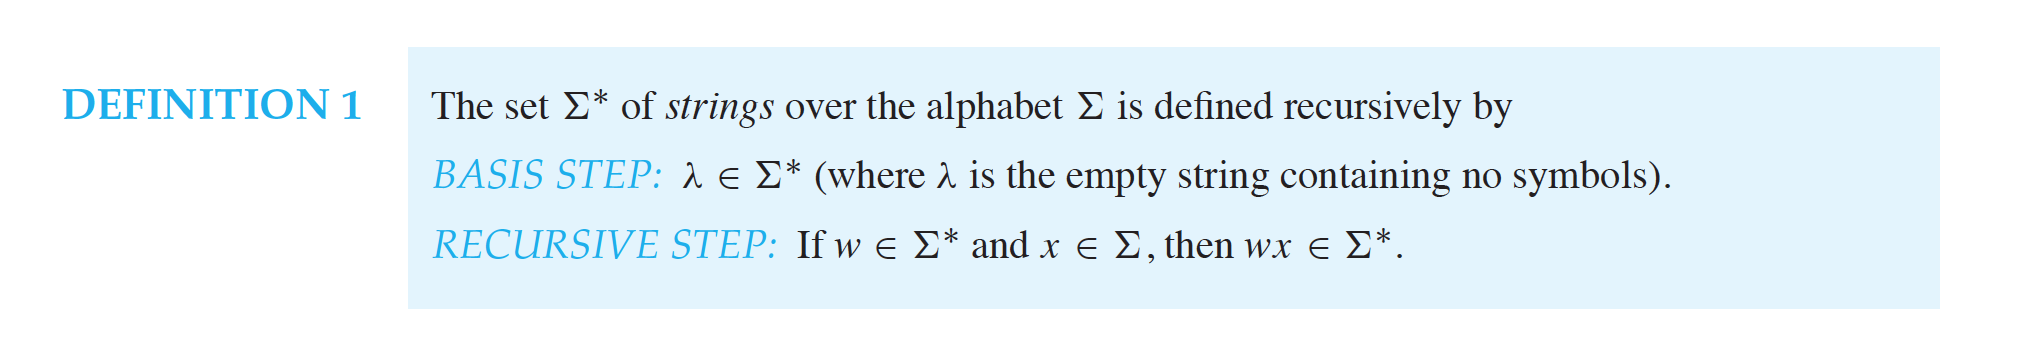 DEFINITION 1
The set Σ* of strings over the alphabet Σ is defined recursively by
BASIS STEP: λ ∈ Σ* (where λ is the empty string containing no symbols).
RECURSIVE STEP: If w ∈ Σ* and x ∈ Σ, then wx ∈ Σ*.